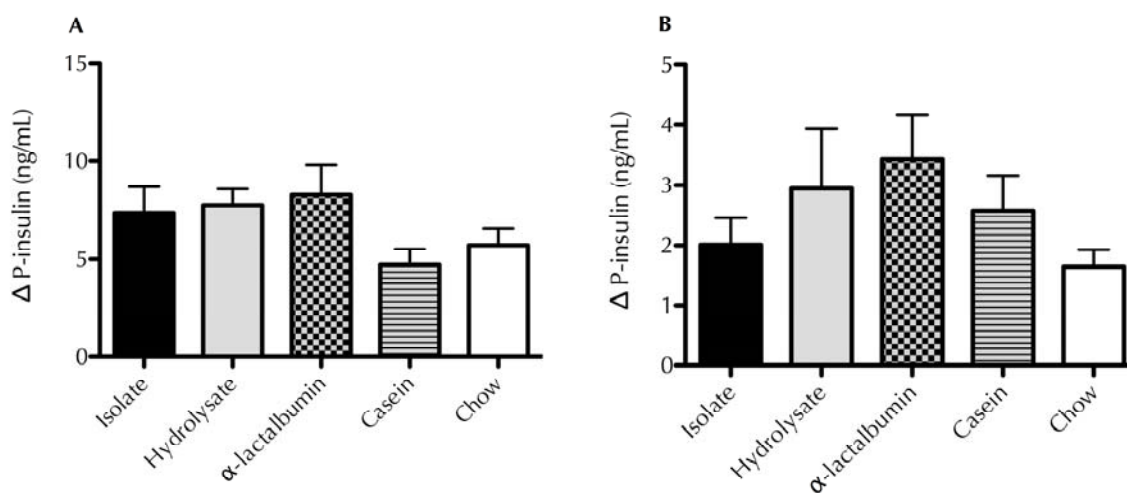 A
15
10
5
0
Δ P-insulin (ng/mL)
Isolate
Hydrolysate
α-lactalbumin
Casein
Chow
B
5
4
3
2
1
0
Δ P-insulin (ng/mL)
Isolate
Hydrolysate
α-lactalbumin
Casein
Chow